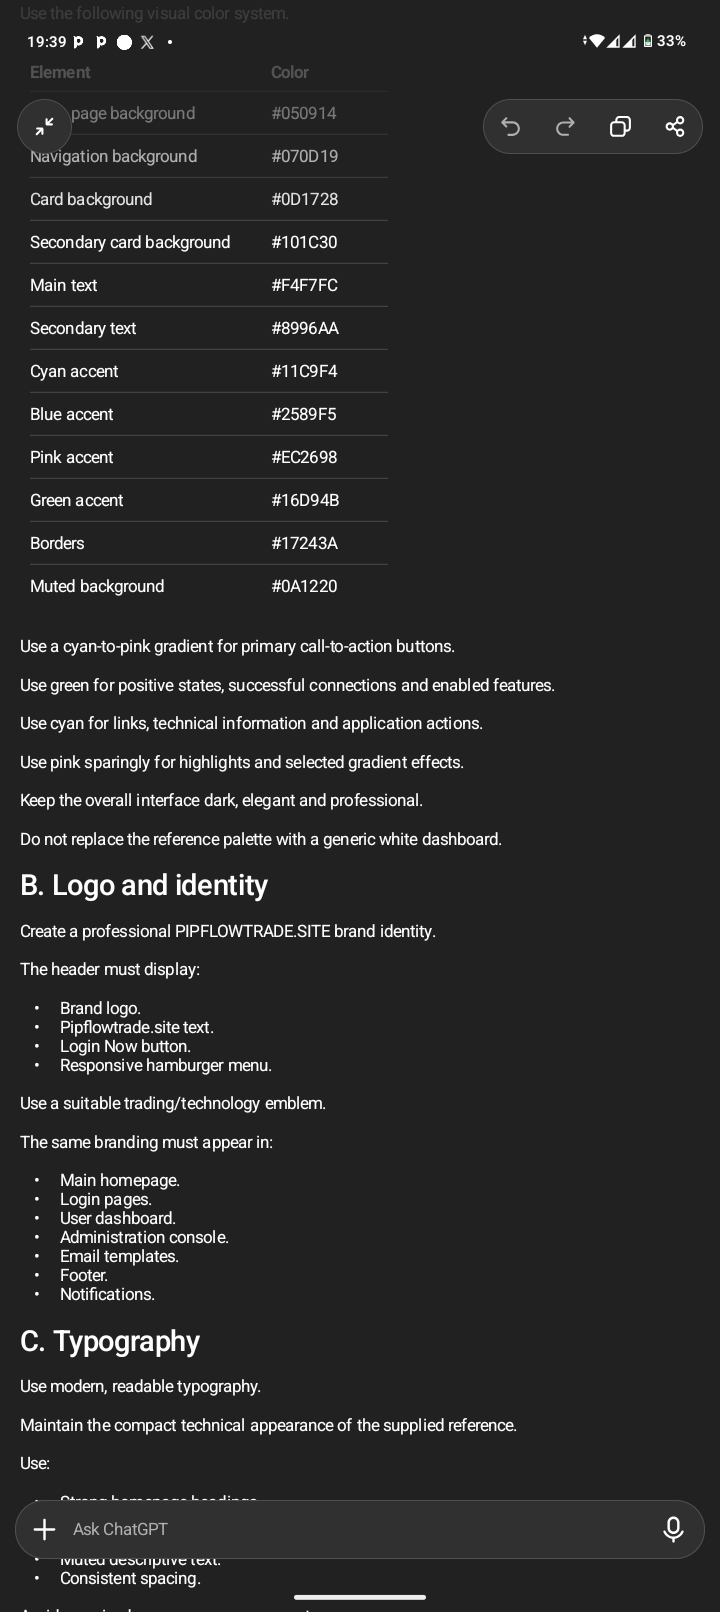 Use the following visual color system.
19:39
33%
Element Color
page background #050914
Navigation background #070D19
Card background #0D1728
Secondary card background #101C30
Main text #F4F7FC
Secondary text #8996AA
Cyan accent #11C9F4
Blue accent #2589F5
Pink accent #EC2698
Green accent #16D94B
Borders #17243A
Muted background #0A1220
Use a cyan-to-pink gradient for primary call-to-action buttons.
Use green for positive states, successful connections and enabled features.
Use cyan for links, technical information and application actions.
Use pink sparingly for highlights and selected gradient effects.
Keep the overall interface dark, elegant and professional.
Do not replace the reference palette with a generic white dashboard.
B. Logo and identity
Create a professional PIPFLOWTRADE.SITE brand identity.
The header must display:
• Brand logo.
• Pipflowtrade.site text.
• Login Now button.
• Responsive hamburger menu.
Use a suitable trading/technology emblem.
The same branding must appear in:
• Main homepage.
• Login pages.
• User dashboard.
• Administration console.
• Email templates.
• Footer.
• Notifications.
C. Typography
Use modern, readable typography.
Maintain the compact technical appearance of the supplied reference.
Use:
• Strong homepage headings.
Ask ChatGPT
• Muted descriptive text.
• Consistent spacing.